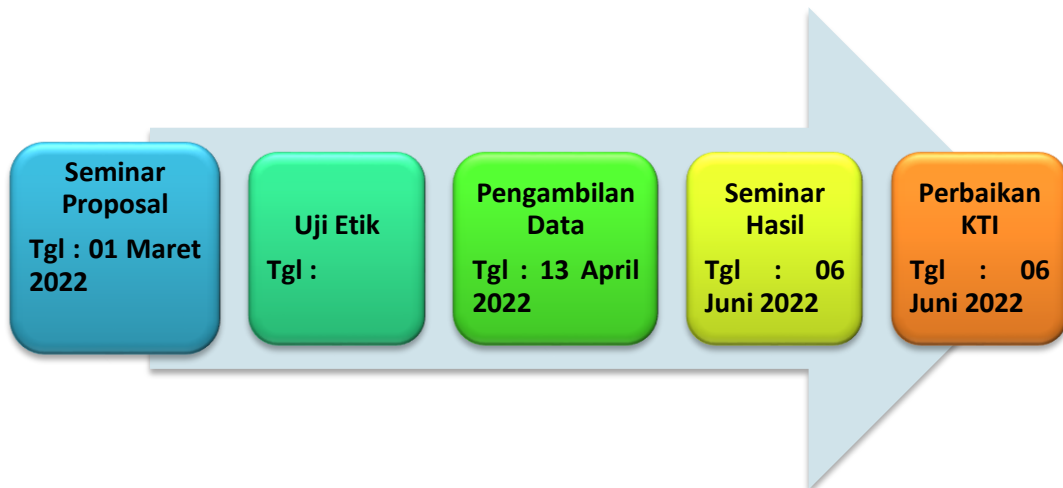 Seminar
Proposal
Tgl : 01 Maret
2022
Uji Etik
Tgl :
Pengambilan
Data
Tgl : 13 April
2022
Seminar
Hasil
Tgl : 06
Juni 2022
Perbaikan
KTI
Tgl : 06
Juni 2022